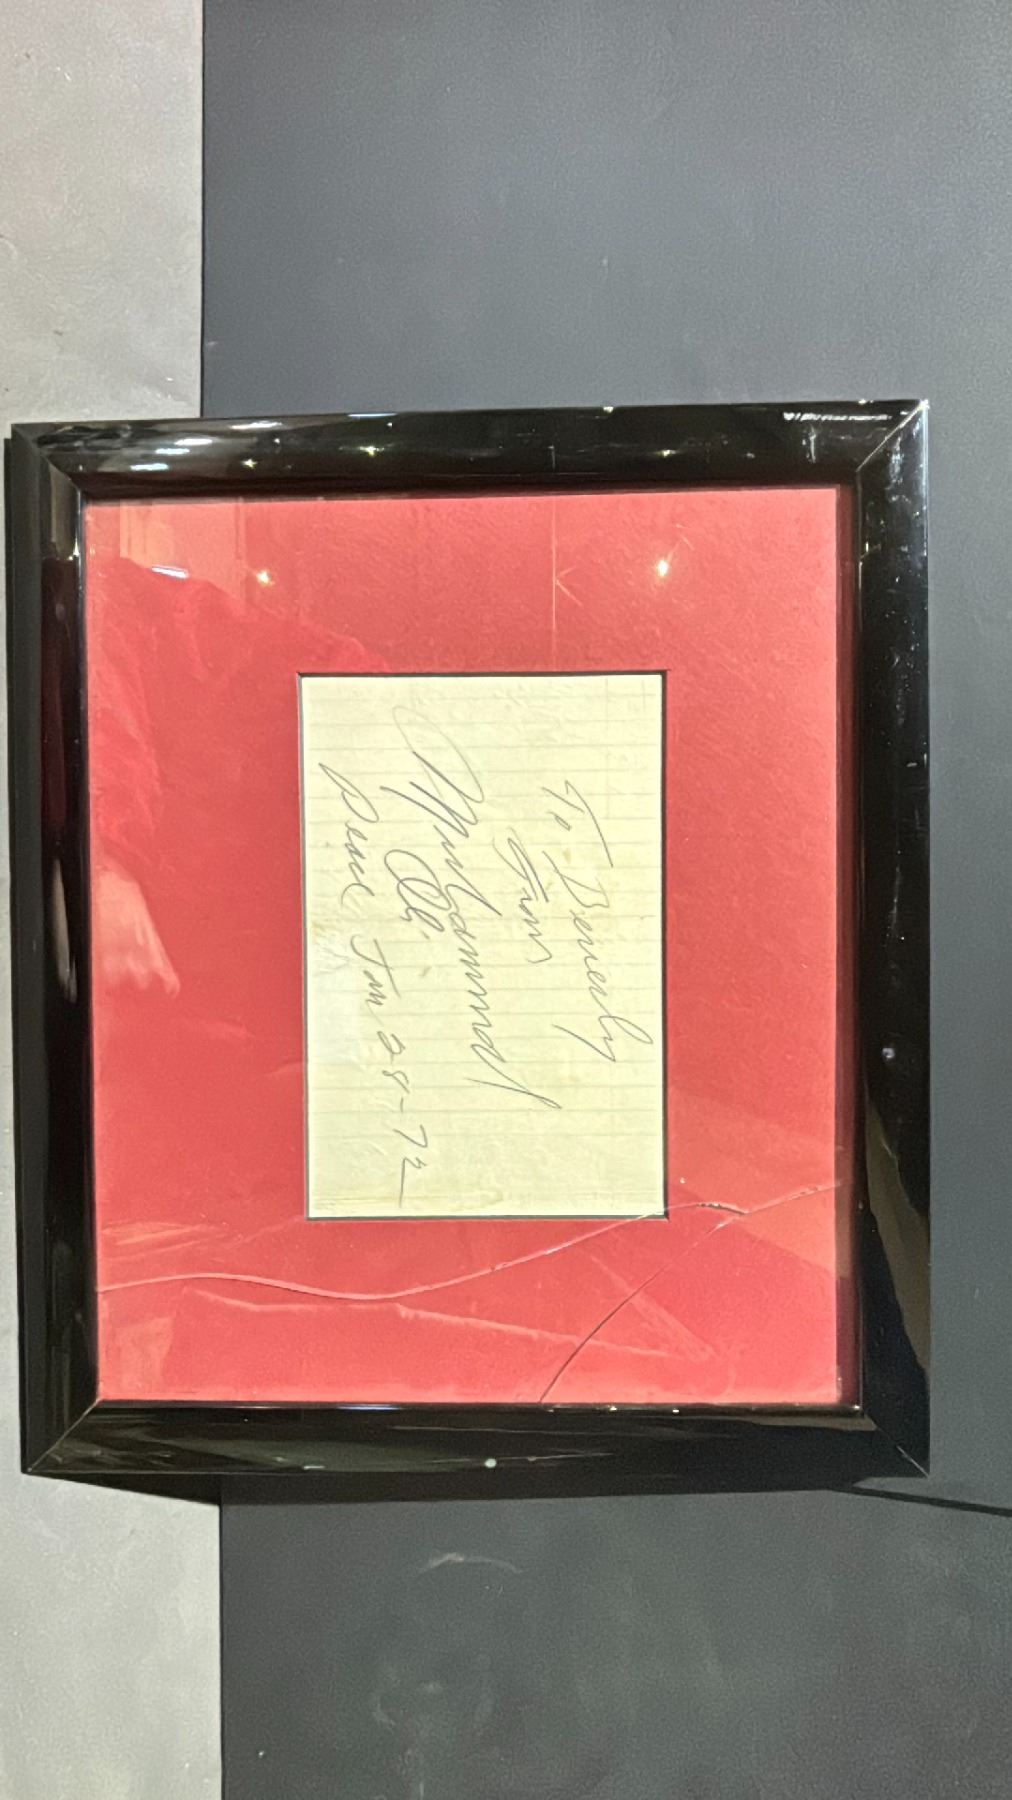 To Beverly
From
Muhammad
Ali
Peace Jan 28-72